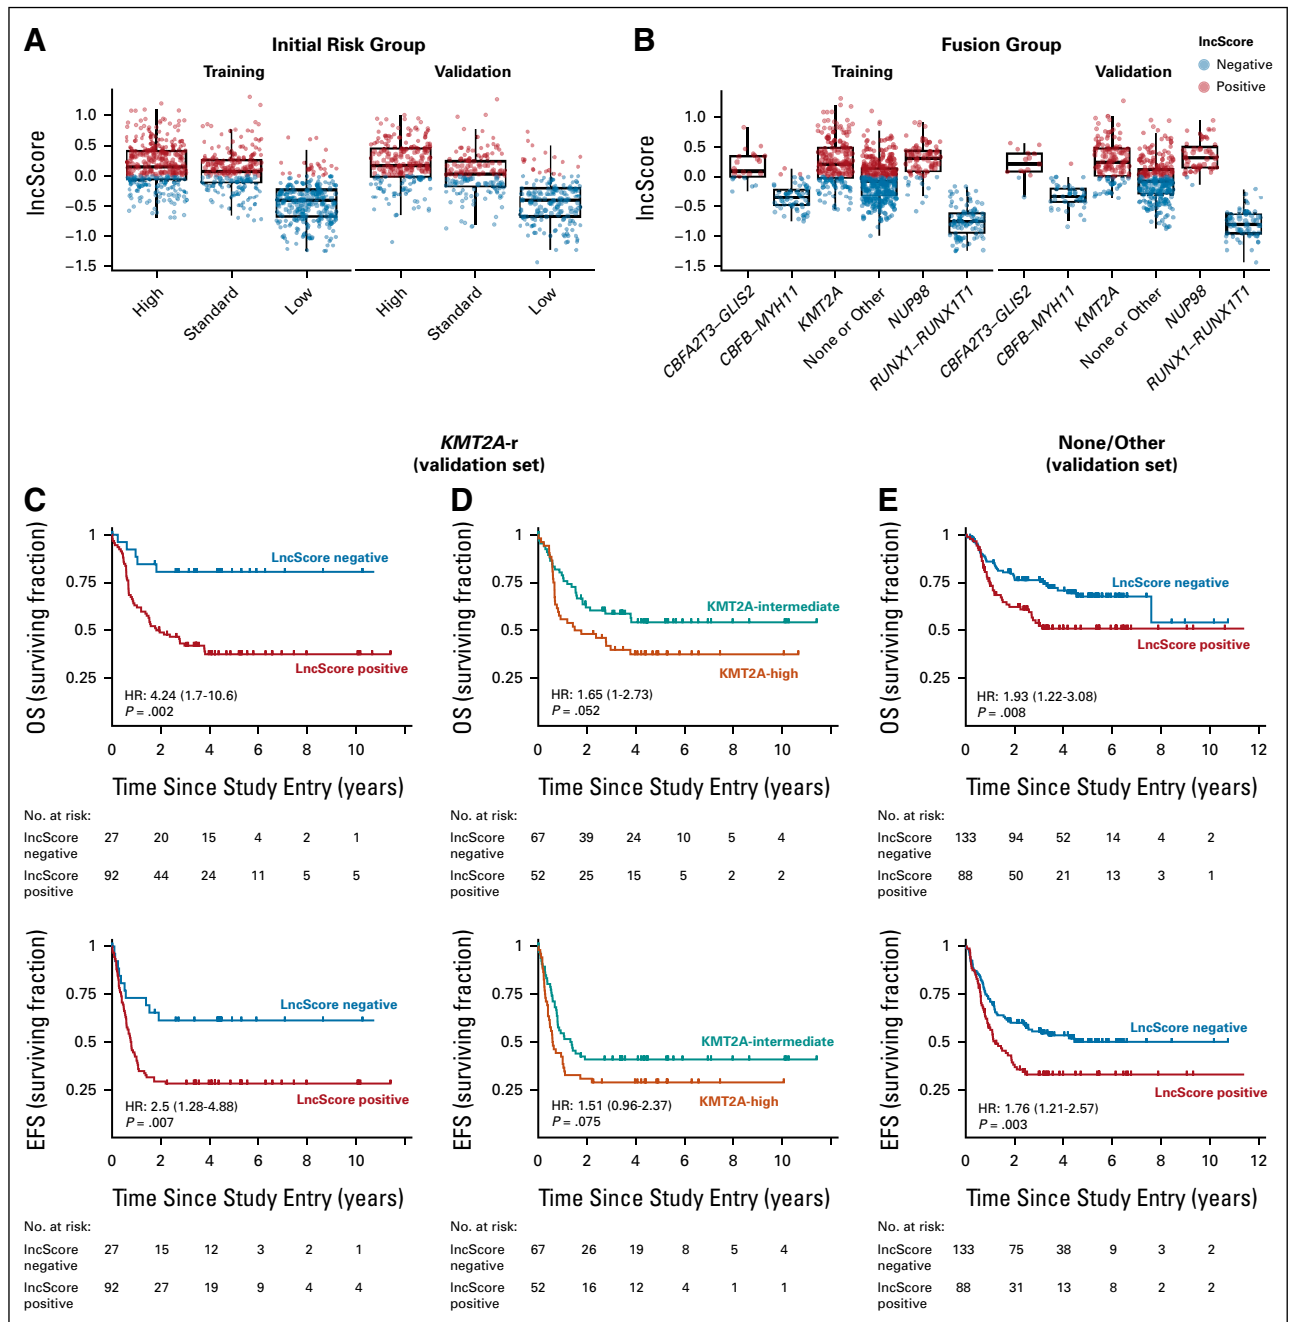 A
Initial Risk Group
Training
Validation
lncScore
1.0
0.5
0.0
−0.5
−1.0
−1.5
High
Standard
Low
High
Standard
Low
B
Fusion Group
Training
Validation
lncScore
Negative
Positive
lncScore
1.0
0.5
0.0
−0.5
−1.0
−1.5
CBFA2T3–GLIS2
CBFB–MYH11
KMT2A
None or Other
NUP98
RUNX1–RUNX1T1
CBFA2T3–GLIS2
CBFB–MYH11
KMT2A
None or Other
NUP98
RUNX1–RUNX1T1
KMT2A-r
(validation set)
None/Other
(validation set)
C
OS (surviving fraction)
1
0.75
0.5
0.25
LncScore negative
LncScore positive
HR: 4.24 (1.7-10.6)
P = .002
0 2 4 6 8 10
Time Since Study Entry (years)
No. at risk:
lncScore
negative
27 20 15 4 2 1
lncScore
positive
92 44 24 11 5 5
D
OS (surviving fraction)
1
0.75
0.5
0.25
KMT2A-intermediate
KMT2A-high
HR: 1.65 (1-2.73)
P = .052
0 2 4 6 8 10
Time Since Study Entry (years)
No. at risk:
lncScore
negative
67 39 24 10 5 4
lncScore
positive
52 25 15 5 2 2
E
OS (surviving fraction)
1
0.75
0.5
0.25
LncScore negative
LncScore positive
HR: 1.93 (1.22-3.08)
P = .008
0 2 4 6 8 10 12
Time Since Study Entry (years)
No. at risk:
lncScore
negative
133 94 52 14 4 2
lncScore
positive
88 50 21 13 3 1
EFS (surviving fraction)
1
0.75
0.5
0.25
LncScore negative
LncScore positive
HR: 2.5 (1.28-4.88)
P = .007
0 2 4 6 8 10
Time Since Study Entry (years)
No. at risk:
lncScore
negative
27 15 12 3 2 1
lncScore
positive
92 27 19 9 4 4
EFS (surviving fraction)
1
0.75
0.5
0.25
KMT2A-intermediate
KMT2A-high
HR: 1.51 (0.96-2.37)
P = .075
0 2 4 6 8 10
Time Since Study Entry (years)
No. at risk:
lncScore
negative
67 26 19 8 5 4
lncScore
positive
52 16 12 4 1 1
EFS (surviving fraction)
1
0.75
0.5
0.25
LncScore negative
LncScore positive
HR: 1.76 (1.21-2.57)
P = .003
0 2 4 6 8 10 12
Time Since Study Entry (years)
No. at risk:
lncScore
negative
133 75 38 9 3 2
lncScore
positive
88 31 13 8 2 2